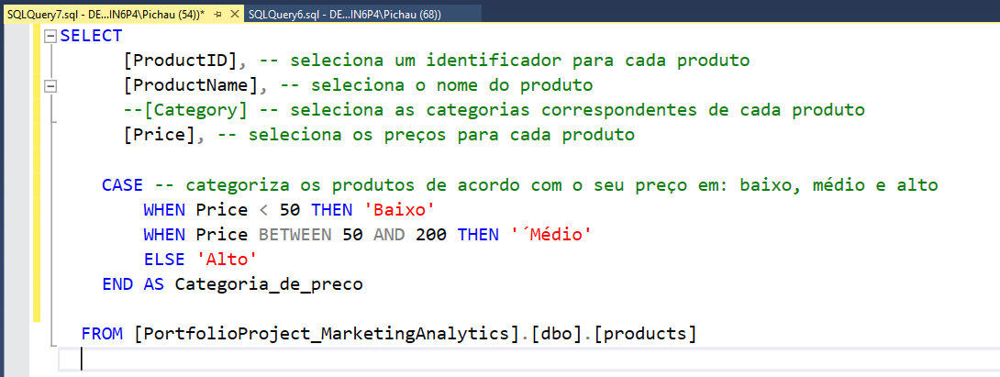 SQLQuery7.sql - DE...IN6P4\Pichau (54))* SQLQuery6.sql - DE...IN6P4\Pichau (68))
SELECT
[ProductID], -- seleciona um identificador para cada produto
[ProductName], -- seleciona o nome do produto
--[Category] -- seleciona as categorias correspondentes de cada produto
[Price], -- seleciona os preços para cada produto
CASE -- categoriza os produtos de acordo com o seu preço em: baixo, médio e alto
WHEN Price < 50 THEN 'Baixo'
WHEN Price BETWEEN 50 AND 200 THEN '´Médio'
ELSE 'Alto'
END AS Categoria_de_preco
FROM [PortfolioProject_MarketingAnalytics].[dbo].[products]